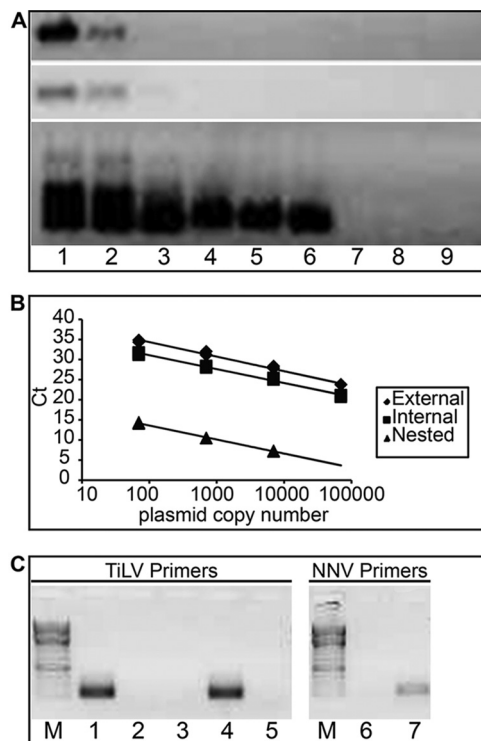 A
1 2 3 4 5 6 7 8 9
B
40
35
30
25
20
15
10
5
0
Ct
10 100 1000 10000 100000
plasmid copy number
External
Internal
Nested
C
TiLV Primers NNV Primers
M 1 2 3 4 5 M 6 7